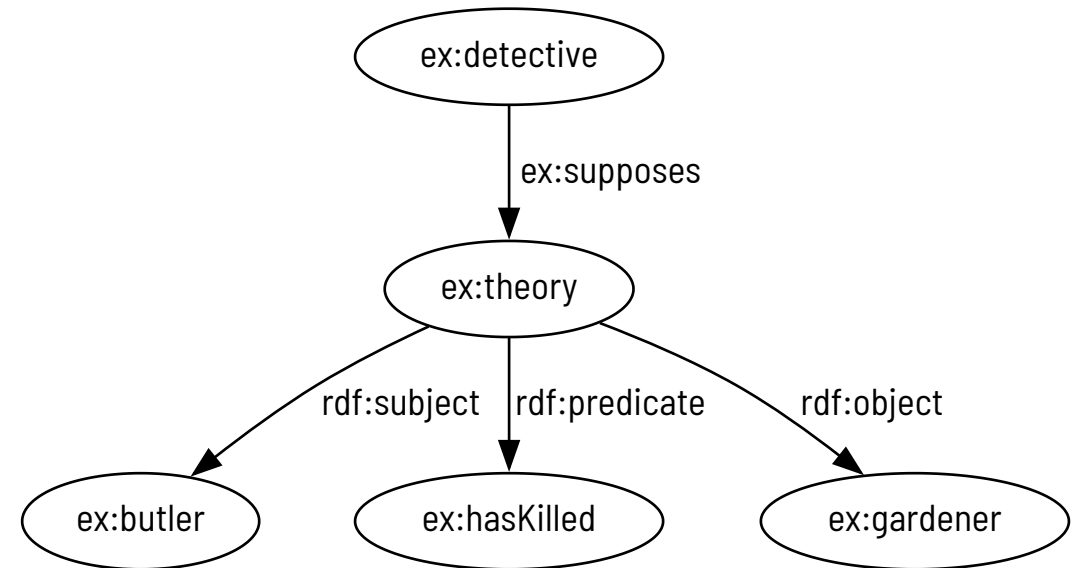 ex:detective
ex:supposes
ex:theory
rdf:subject
rdf:predicate
rdf:object
ex:butler
ex:hasKilled
ex:gardener